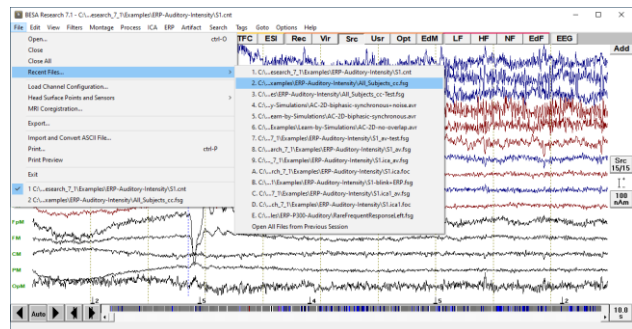 BESA Research 7.1 - C:\...esearch_7_1\Examples\ERP-Auditory-Intensity\S1.cnt
File Edit View Filters Montage Process ICA ERP Artifact Search Tags Goto Options Help
Open... ctrl-O
Close
Close All
Recent Files...
Load Channel Configuration...
Head Surface Points and Sensors
MRI Coregistration...
Export...
Import and Convert ASCII File...
Print... ctrl-P
Print Preview
Exit
1 C:\...esearch_7_1\Examples\ERP-Auditory-Intensity\S1.cnt
2 C:\...xamples\ERP-Auditory-Intensity\All_Subjects_cc.fsg
TFC ESI Rec Vir Src Usr Opt EdM LF HF NF EdF EEG
Add
1. C:\...esearch_7_1\Examples\ERP-Auditory-Intensity\S1.cnt
2. C:\...xamples\ERP-Auditory-Intensity\All_Subjects_cc.fsg
3. C:\...es\ERP-Auditory-Intensity\All_Subjects_cc-Test.fsg
4. C:\...y-Simulations\AC-2D-biphasic-synchronous+noise.avr
5. C:\...earn-by-Simulations\AC-2D-biphasic-synchronous.avr
6. C:\...Examples\Learn-by-Simulations\AC-2D-no-overlap.avr
7. C:\...7_1\Examples\ERP-Auditory-Intensity\S1_av-test.fsg
8. C:\...arch_7_1\Examples\ERP-Auditory-Intensity\S1_av.fsg
9. C:\..._7_1\Examples\ERP-Auditory-Intensity\S1.ica_av.fsg
A. C:\...rch_7_1\Examples\ERP-Auditory-Intensity\S1.ica.foc
B. C:\...1\Examples\ERP-Auditory-Intensity\S1-blink+ERP.fsg
C. C:\..._7_1\Examples\ERP-Auditory-Intensity\S1.ica1_av.fsg
D. C:\...ch_7_1\Examples\ERP-Auditory-Intensity\S1.ica1.foc
E. C:\...les\ERP-P300-Auditory\RareFrequentResponseLeft.fsg
Open All Files from Previous Session
Src
15/15
100
nAm
FpM
FM
CM
PM
OpM
12 15 14 15 12
Auto
10.0
s